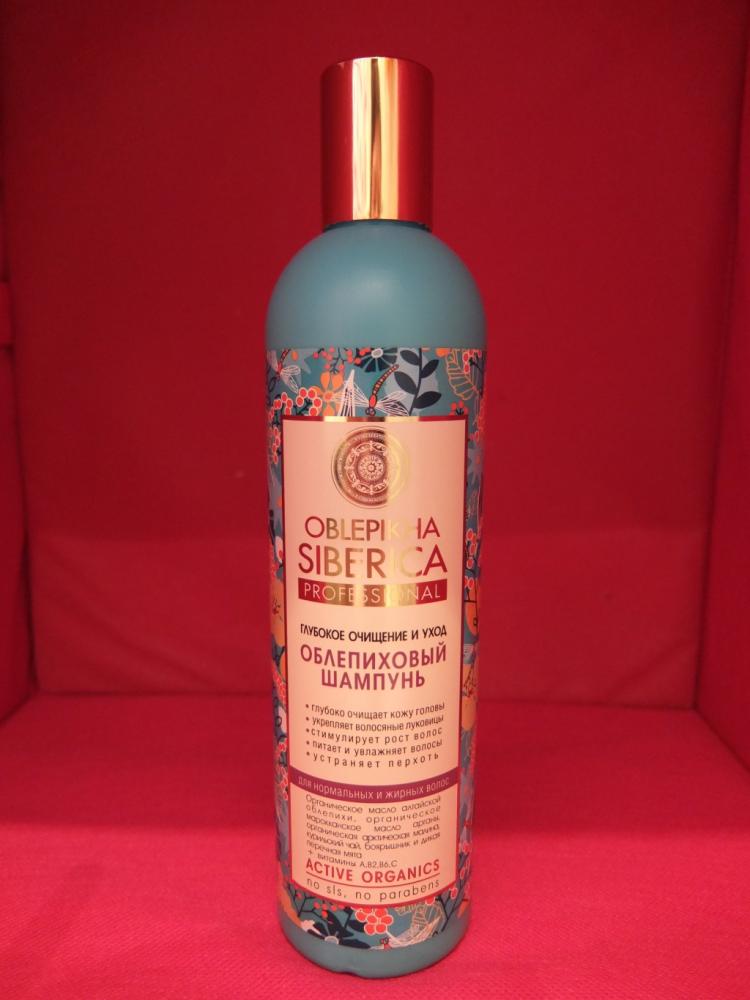 OBLEPIKHA
SIBERICA
PROFESSIONAL
ГЛУБОКОЕ ОЧИЩЕНИЕ И УХОД
ОБЛЕПИХОВЫЙ
ШАМПУНЬ
• глубоко очищает кожу головы
• укрепляет волосяные луковицы
• стимулирует рост волос
• питает и увлажняет волосы
• устраняет перхоть
для нормальных и жирных волос
Органическое масло алтайской
облепихи, органическое
марокканское масло арганы,
органическая арктическая малина,
курильский чай, боярышник и дикая
перечная мята
+ витамины A,B2,B6,C
ACTIVE ORGANICS
no sls, no parabens